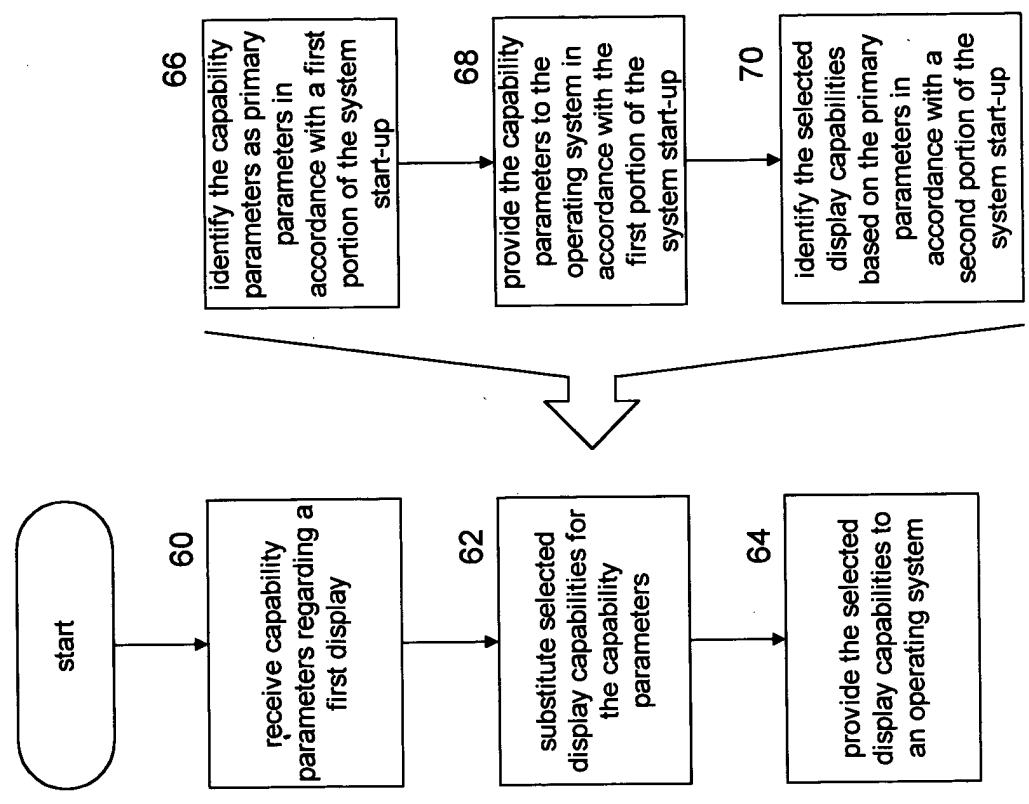 start
60
receive capability
parameters regarding a
first display
62
substitute selected
display capabilities for
the capability
parameters
64
provide the selected
display capabilities to
an operating system
66
identify the capability
parameters as primary
parameters in
accordance with a first
portion of the system
start-up
68
provide the capability
parameters to the
operating system in
accordance with the
first portion of the
system start-up
70
identify the selected
display capabilities
based on the primary
parameters in
accordance with a
second portion of the
system start-up